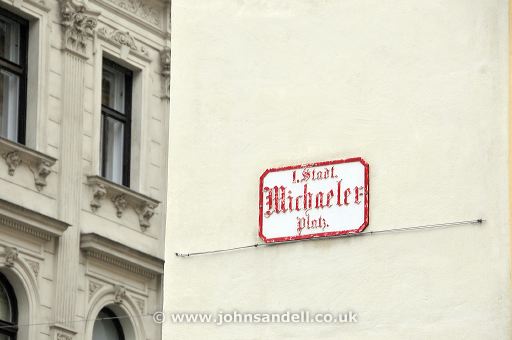 I. Stadt.
Michaeler
Platz.
© www.johnsandell.co.uk